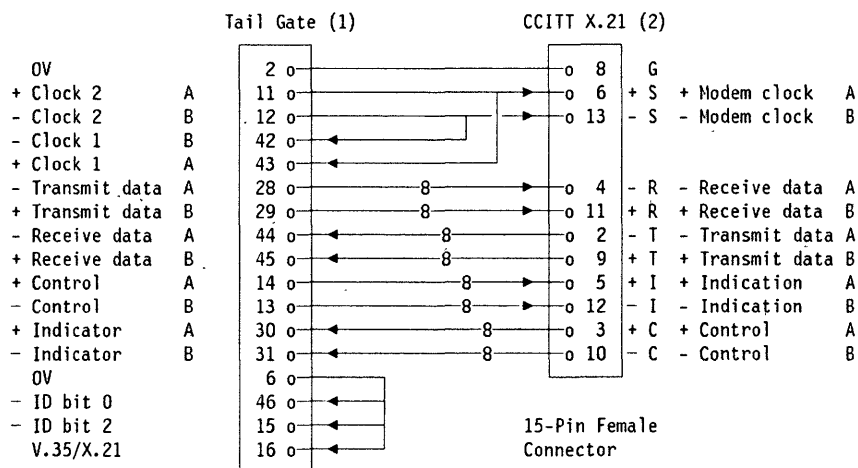 Tail Gate (1) CCITT X.21 (2)
0V 2 o o 8 G
+ Clock 2 A 11 o o 6 + S + Modem clock A
- Clock 2 B 12 o o 13 - S - Modem clock B
- Clock 1 B 42 o
+ Clock 1 A 43 o
- Transmit data A 28 o 8 o 4 - R - Receive data A
+ Transmit data B 29 o 8 o 11 + R + Receive data B
- Receive data A 44 o 8 o 2 - T - Transmit data A
+ Receive data B 45 o 8 o 9 + T + Transmit data B
+ Control A 14 o 8 o 5 + I + Indication A
- Control B 13 o 8 o 12 - I - Indication B
+ Indicator A 30 o 8 o 3 + C + Control A
- Indicator B 31 o 8 o 10 - C - Control B
0V 6 o
- ID bit 0 46 o
- ID bit 2 15 o 15-Pin Female
V.35/X.21 16 o Connector